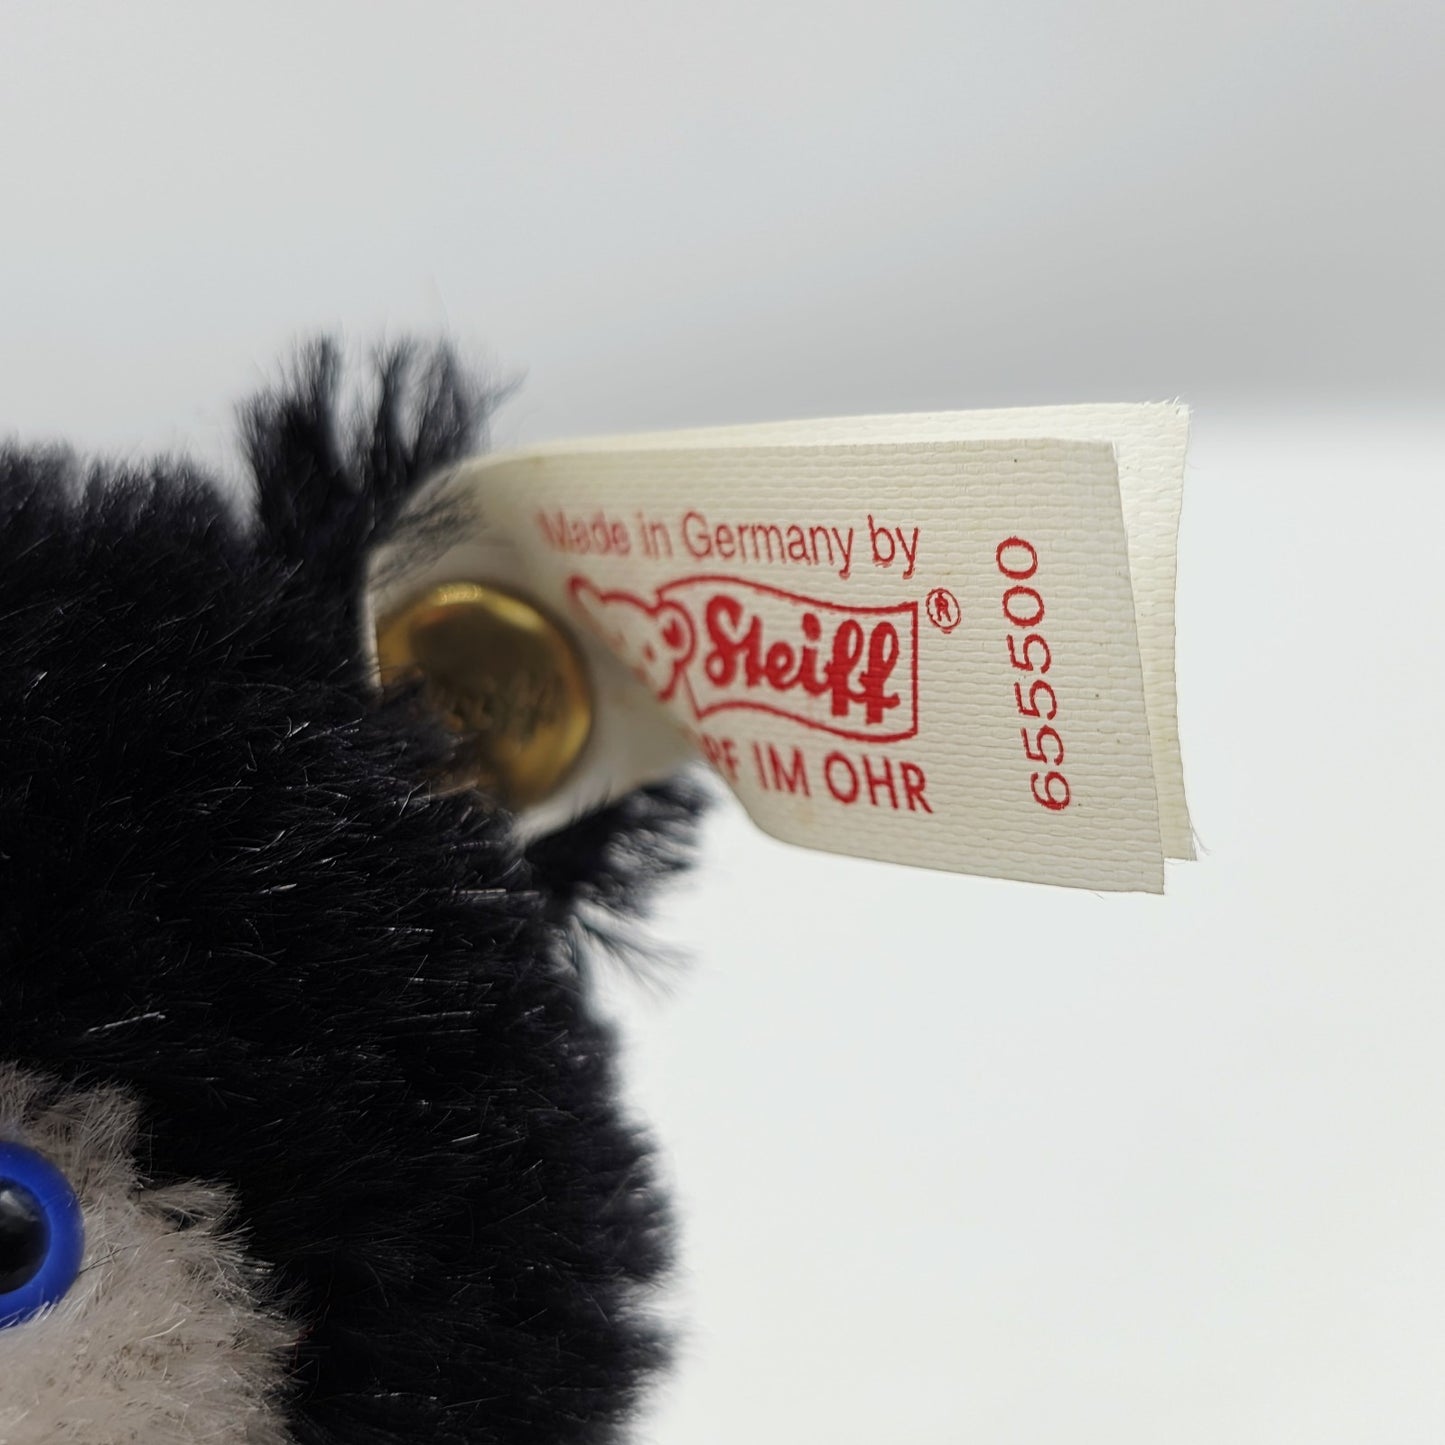 Made in Germany by
Steiff ®
IM OHR
655500